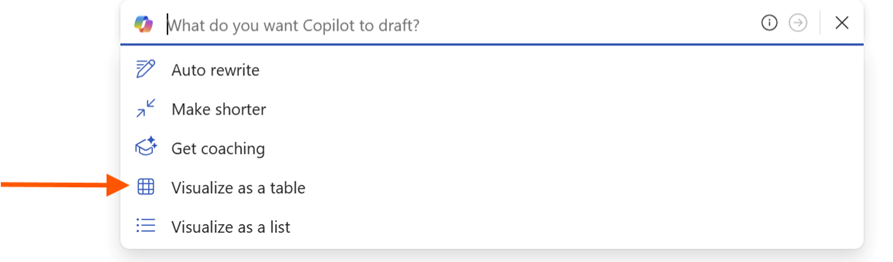 What do you want Copilot to draft?
Auto rewrite
Make shorter
Get coaching
Visualize as a table
Visualize as a list